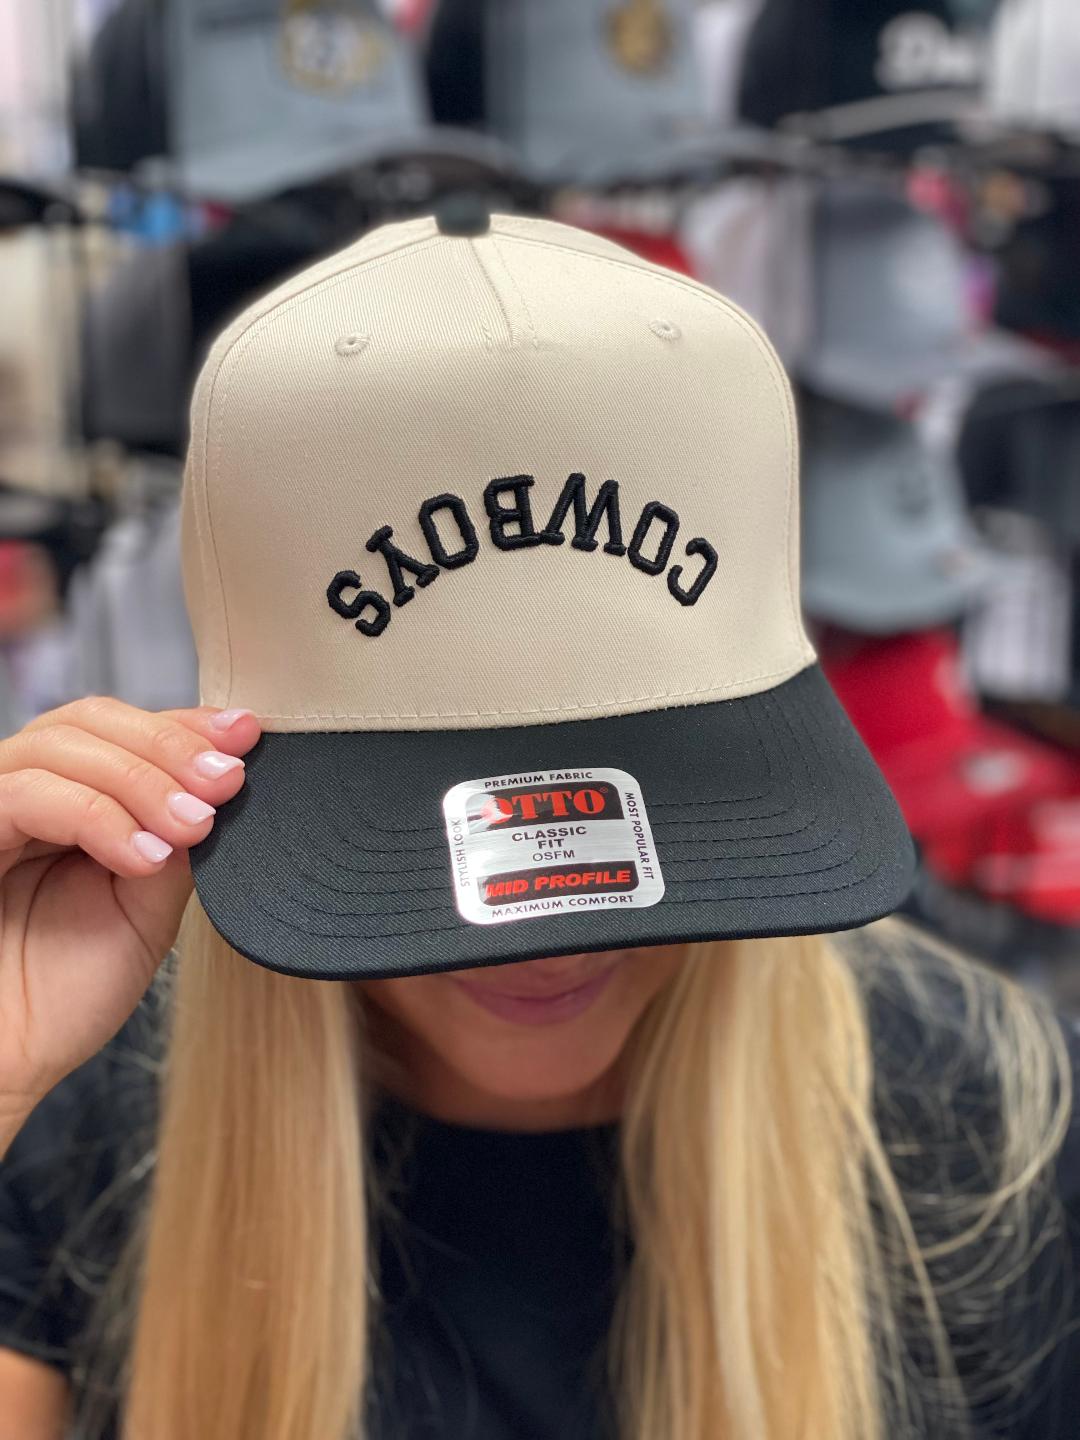 COWBOYS
PREMIUM FABRIC
OTTO®
STYLISH LOOK
CLASSIC
FIT
OSFM
MOST POPULAR FIT
MID PROFILE
MAXIMUM COMFORT